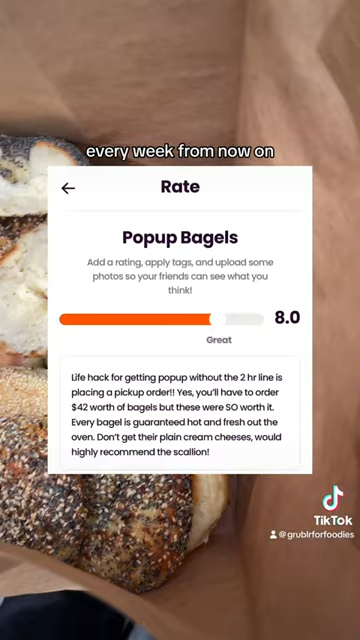 every week from now on
Rate
Popup Bagels
Add a rating, apply tags, and upload some
photos so your friends can see what you
think!
8.0
Great
Life hack for getting popup without the 2 hr line is
placing a pickup order!! Yes, you'll have to order
$42 worth of bagels but these were SO worth it.
Every bagel is guaranteed hot and fresh out the
oven. Don't get their plain cream cheeses, would
highly recommend the scallion!
TikTok
@grublrforfoodies